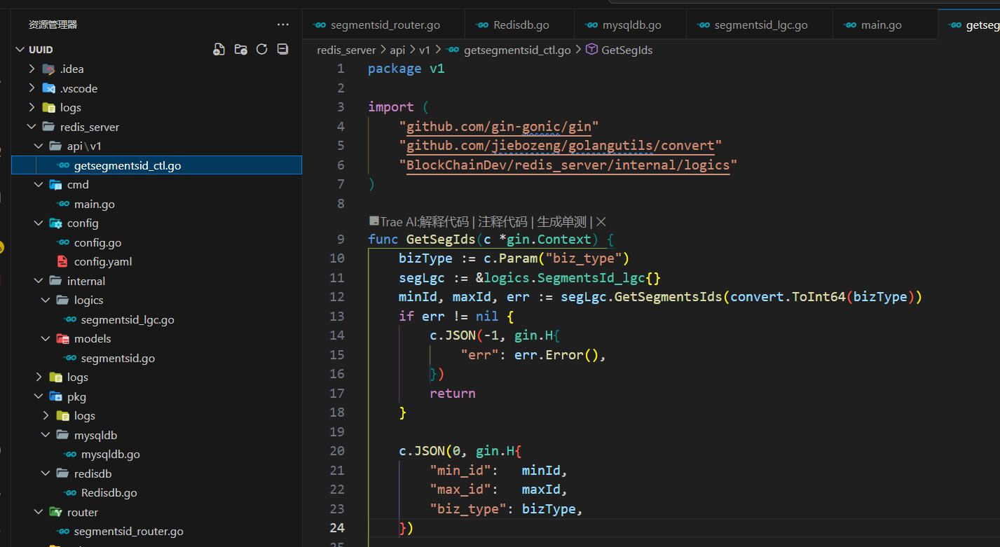 资源管理器
UUID
.idea
.vscode
logs
redis_server
api\v1
getsegmentsid_ctl.go
cmd
main.go
config
config.go
config.yaml
internal
logics
segmentsid_lgc.go
models
segmentsid.go
logs
pkg
logs
mysqldb
mysqldb.go
redisdb
Redisdb.go
router
segmentsid_router.go
segmentsid_router.go Redisdb.go mysqldb.go segmentsid_lgc.go main.go getseg
redis_server > api > v1 > getsegmentsid_ctl.go > GetSegIds
1 package v1
2
3 import (
4 "github.com/gin-gonic/gin"
5 "github.com/jiebozeng/golangutils/convert"
6 "BlockChainDev/redis_server/internal/logics"
7 )
8
Trae AI:解释代码 | 注释代码 | 生成单测 |
9 func GetSegIds(c *gin.Context) {
10 bizType := c.Param("biz_type")
11 segLgc := &logics.SegmentsId_lgc{}
12 minId, maxId, err := segLgc.GetSegmentsIds(convert.ToInt64(bizType))
13 if err != nil {
14 c.JSON(-1, gin.H{
15 "err": err.Error(),
16 })
17 return
18 }
19
20 c.JSON(0, gin.H{
21 "min_id": minId,
22 "max_id": maxId,
23 "biz_type": bizType,
24 })